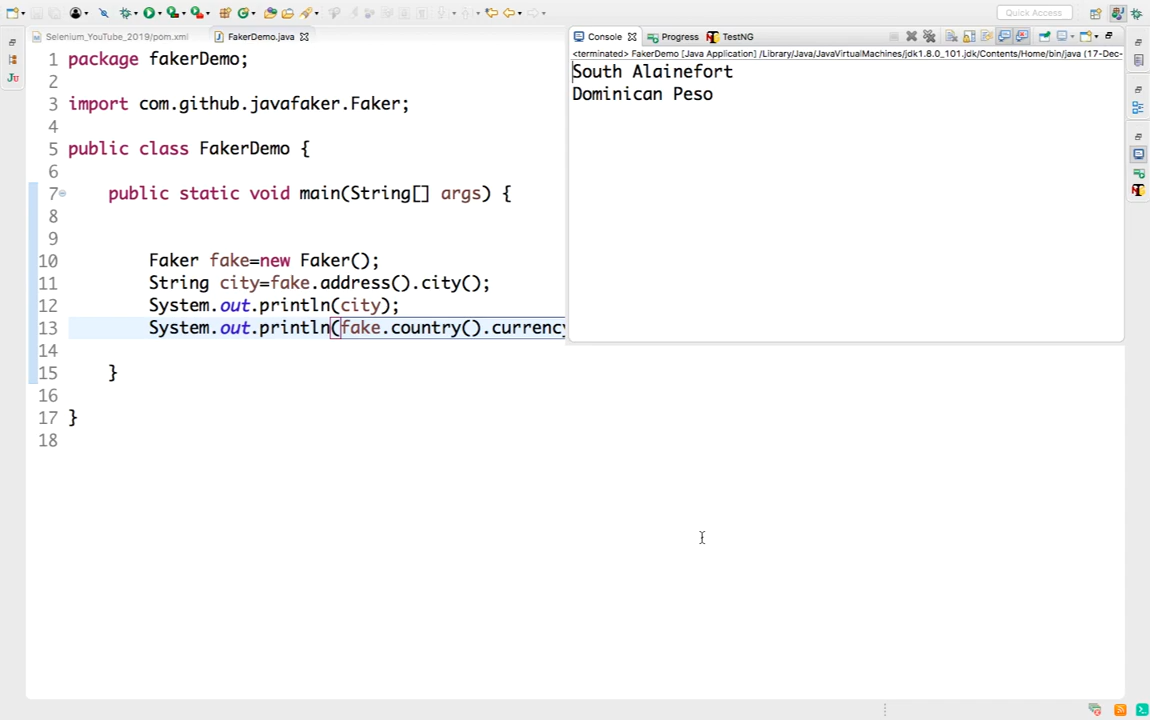 Quick Access
Selenium_YouTube_2019/pom.xml
FakerDemo.java
1 package fakerDemo;
2
3 import com.github.javafaker.Faker;
4
5 public class FakerDemo {
6
7 public static void main(String[] args) {
8
9
10 Faker fake=new Faker();
11 String city=fake.address().city();
12 System.out.println(city);
13 System.out.println(fake.country().currency
14
15 }
16
17 }
18
Console Progress TestNG
<terminated> FakerDemo [Java Application] /Library/Java/JavaVirtualMachines/jdk1.8.0_101.jdk/Contents/Home/bin/java (17-Dec-
South Alainefort
Dominican Peso